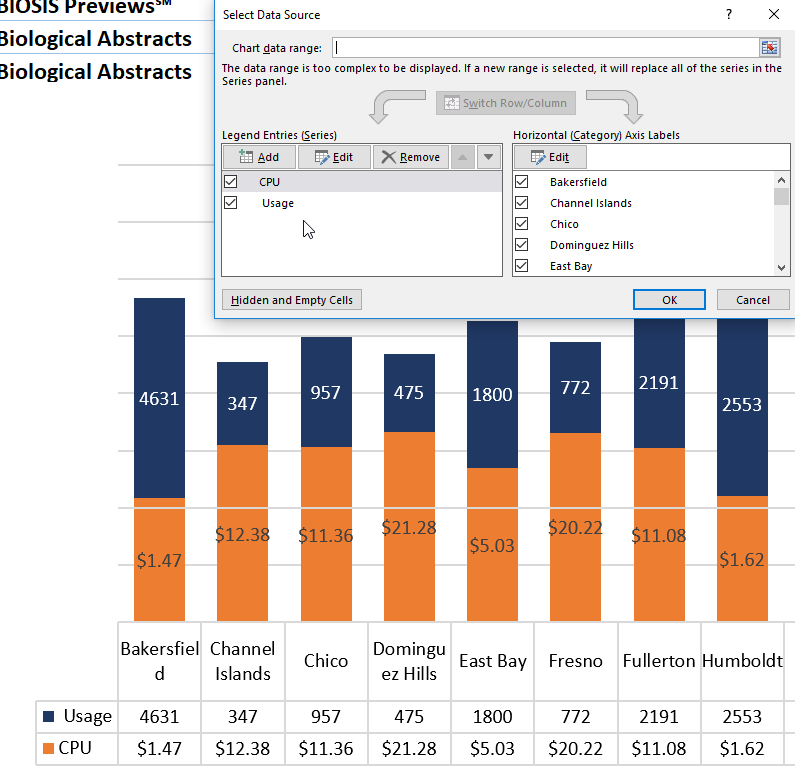 BIOSIS Previews℠
Biological Abstracts
Biological Abstracts
Select Data Source
?
Chart data range:
The data range is too complex to be displayed. If a new range is selected, it will replace all of the series in the
Series panel.
Switch Row/Column
Legend Entries (Series)
Horizontal (Category) Axis Labels
Add
Edit
Remove
Edit
CPU
Usage
Bakersfield
Channel Islands
Chico
Dominguez Hills
East Bay
Hidden and Empty Cells
OK
Cancel
4631
347
957
475
1800
772
2191
2553
$1.47
$12.38
$11.36
$21.28
$5.03
$20.22
$11.08
$1.62
Bakersfiel
d
Channel
Islands
Chico
Domingu
ez Hills
East Bay
Fresno
Fullerton
Humboldt
Usage 4631 347 957 475 1800 772 2191 2553
CPU $1.47 $12.38 $11.36 $21.28 $5.03 $20.22 $11.08 $1.62